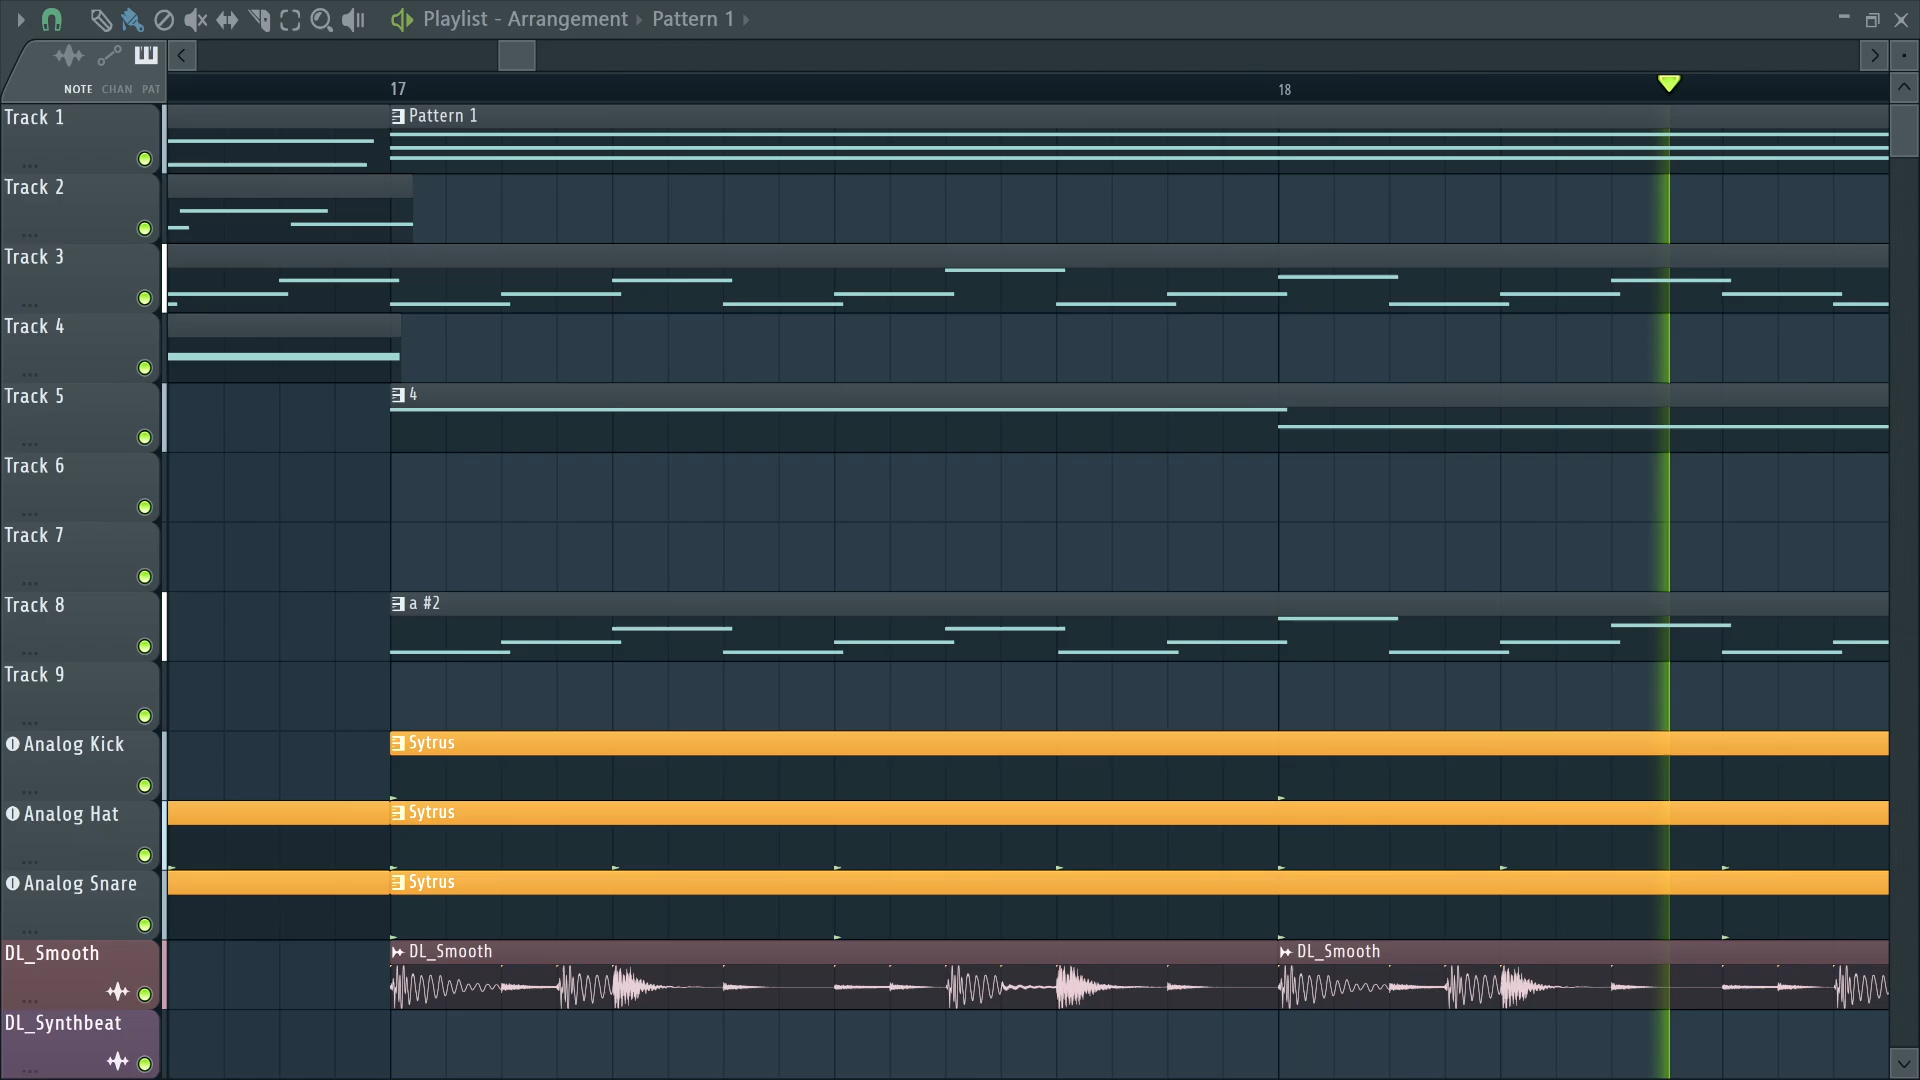 Playlist - Arrangement › Pattern 1 ›
NOTE CHAN PAT
17 18
Track 1
Pattern 1
Track 2
Track 3
Track 4
Track 5
4
Track 6
Track 7
Track 8
a #2
Track 9
Analog Kick
Sytrus
Analog Hat
Sytrus
Analog Snare
Sytrus
DL_Smooth
DL_Smooth DL_Smooth
DL_Synthbeat